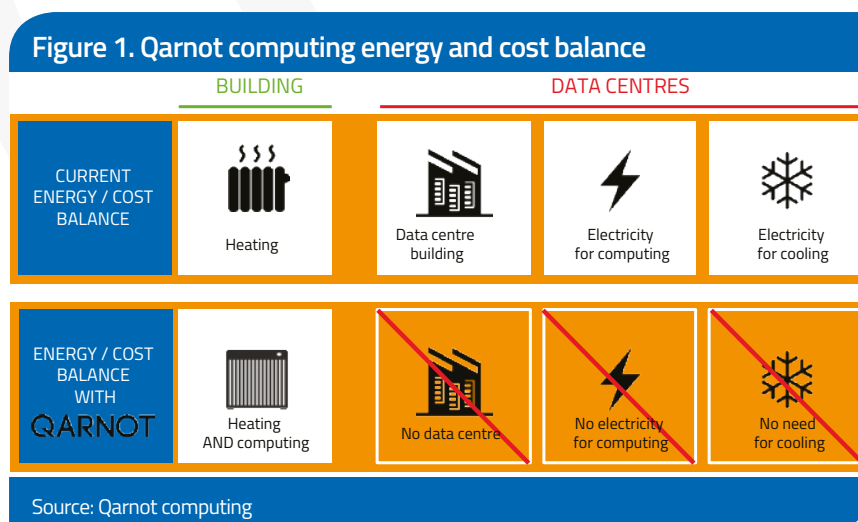 Figure 1. Qarnot computing energy and cost balance
BUILDING
DATA CENTRES
CURRENT
ENERGY / COST
BALANCE
Heating
Data centre
building
Electricity
for computing
Electricity
for cooling
ENERGY / COST
BALANCE
WITH
QARNOT
Heating
AND computing
No data centre
No electricity
for computing
No need
for cooling
Source: Qarnot computing